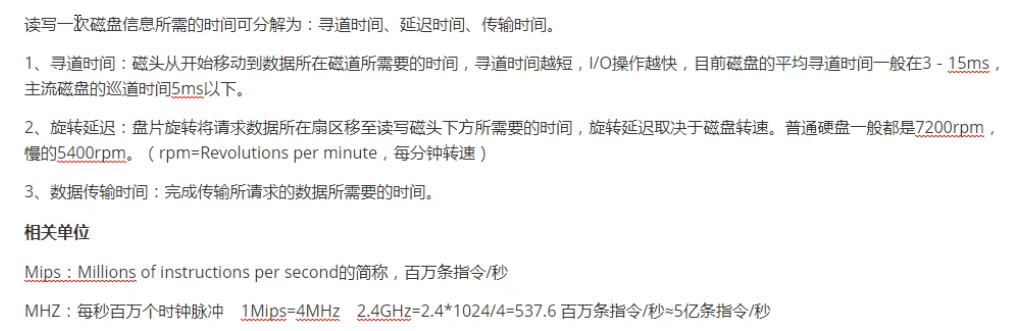 读写一次磁盘信息所需的时间可分解为：寻道时间、延迟时间、传输时间。
1、寻道时间：磁头从开始移动到数据所在磁道所需要的时间，寻道时间越短，I/O操作越快，目前磁盘的平均寻道时间一般在3－15ms，
主流磁盘的巡道时间5ms以下。
2、旋转延迟：盘片旋转将请求数据所在扇区移至读写磁头下方所需要的时间，旋转延迟取决于磁盘转速。普通硬盘一般都是7200rpm，
慢的5400rpm。（rpm=Revolutions per minute，每分钟转速）
3、数据传输时间：完成传输所请求的数据所需要的时间。
相关单位
Mips：Millions of instructions per second的简称，百万条指令/秒
MHZ：每秒百万个时钟脉冲 1Mips=4MHz 2.4GHz=2.4*1024/4=537.6 百万条指令/秒≈5亿条指令/秒